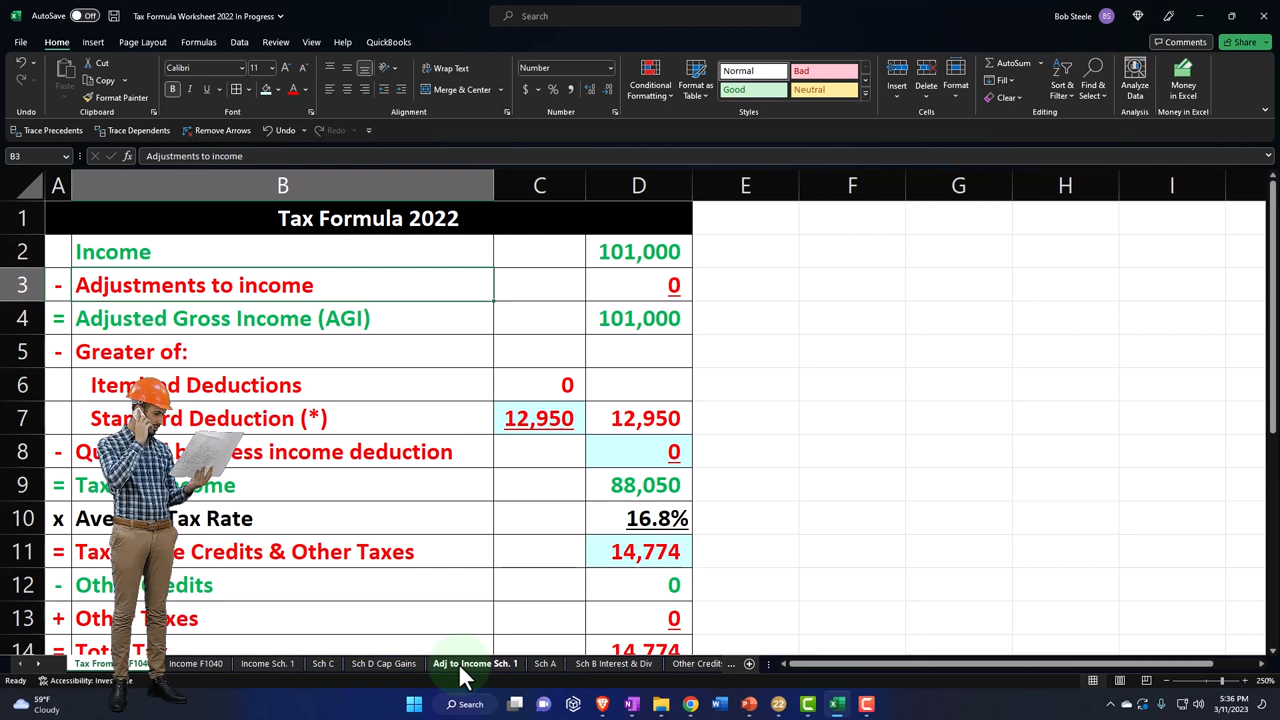 AutoSave Off Tax Formula Worksheet 2022 In Progress Search Bob Steele BS
File Home Insert Page Layout Formulas Data Review View Help QuickBooks Comments Share
Cut Calibri 11 Wrap Text Number AutoSum
Paste Copy Normal Bad Fill
Format Painter Merge & Center Conditional Formatting Format as Table Good Neutral Insert Delete Format Clear Sort & Filter Find & Select Analyze Data Money in Excel
Undo Clipboard Font Alignment Number Styles Cells Editing Analysis Money in Excel
Trace Precedents Trace Dependents Remove Arrows Undo Redo
B3 fx Adjustments to income
A B C D E F G H I
1 Tax Formula 2022
2 Income 101,000
3 - Adjustments to income 0
4 = Adjusted Gross Income (AGI) 101,000
5 - Greater of:
6 Deductions 0
7 Deduction (*) 12,950 12,950
8 - income deduction 0
9 = 88,050
10 x Tax Rate 16.8%
11 = Credits & Other Taxes 14,774
12 - 0
13 + 0
14 = 14,774
Income F1040 Income Sch. 1 Sch C Sch D Cap Gains Adj to Income Sch. 1 Sch A Sch B Interest & Div Other Credit ...
Ready Accessibility: 250%
59°F Search 22 5:36 PM
3/11/2023